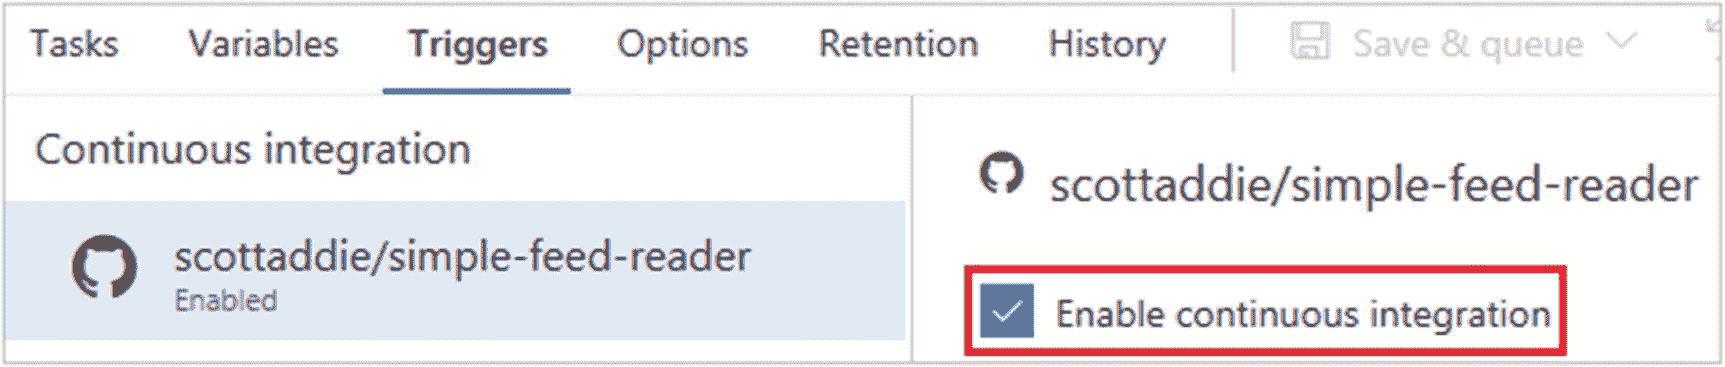 Tasks Variables Triggers Options Retention History Save & queue
Continuous integration
scottaddie/simple-feed-reader
Enabled
scottaddie/simple-feed-reader
Enable continuous integration